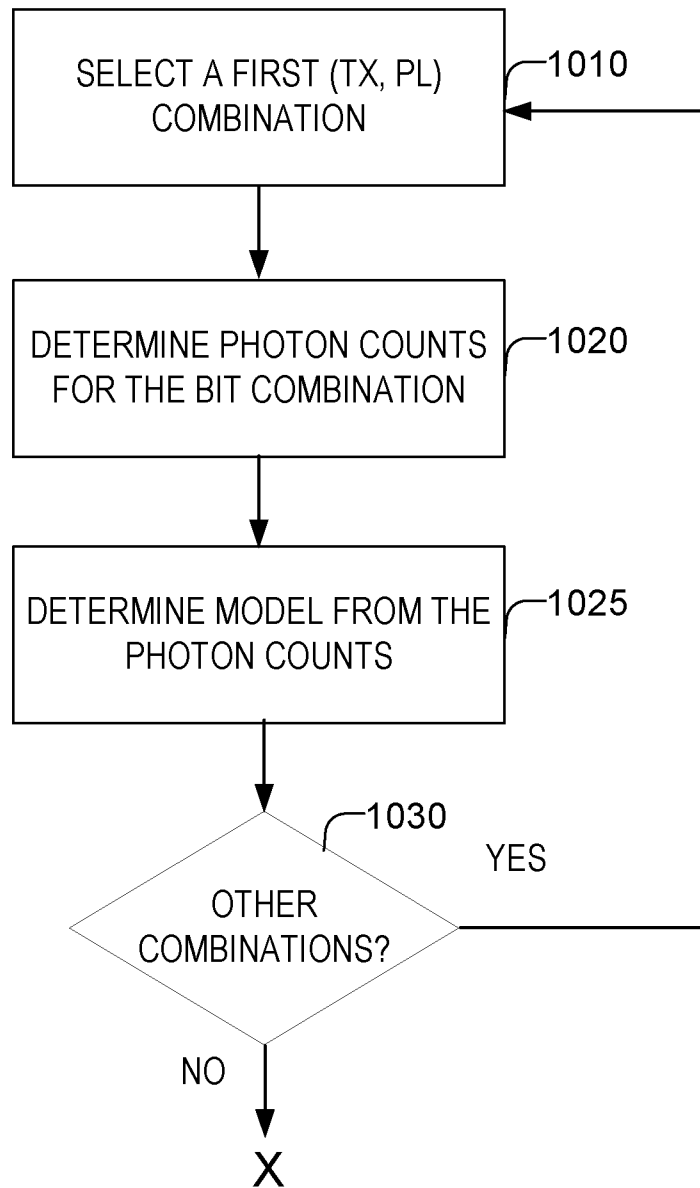 SELECT A FIRST (TX, PL)
COMBINATION
1010
DETERMINE PHOTON COUNTS
FOR THE BIT COMBINATION
1020
DETERMINE MODEL FROM THE
PHOTON COUNTS
1025
1030
YES
OTHER
COMBINATIONS?
NO
X